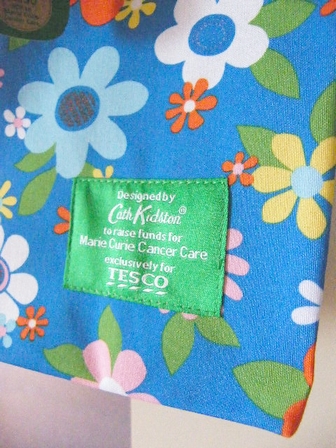 Designed by
Cath Kidston®
to raise funds for
Marie Curie Cancer Care
exclusively for
TESCO